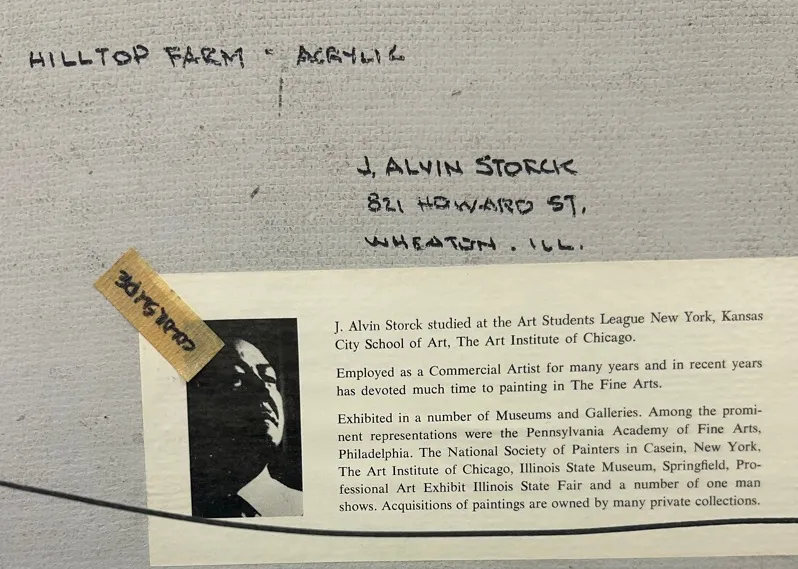 HILLTOP FARM - ACRYLIC
J. ALVIN STORCK
821 HOWARD ST.
WHEATON. ILL.
COLOR SLIDE
J. Alvin Storck studied at the Art Students League New York, Kansas
City School of Art, The Art Institute of Chicago.
Employed as a Commercial Artist for many years and in recent years
has devoted much time to painting in The Fine Arts.
Exhibited in a number of Museums and Galleries. Among the promi-
nent representations were the Pennsylvania Academy of Fine Arts,
Philadelphia. The National Society of Painters in Casein, New York,
The Art Institute of Chicago, Illinois State Museum, Springfield, Pro-
fessional Art Exhibit Illinois State Fair and a number of one man
shows. Acquisitions of paintings are owned by many private collections.